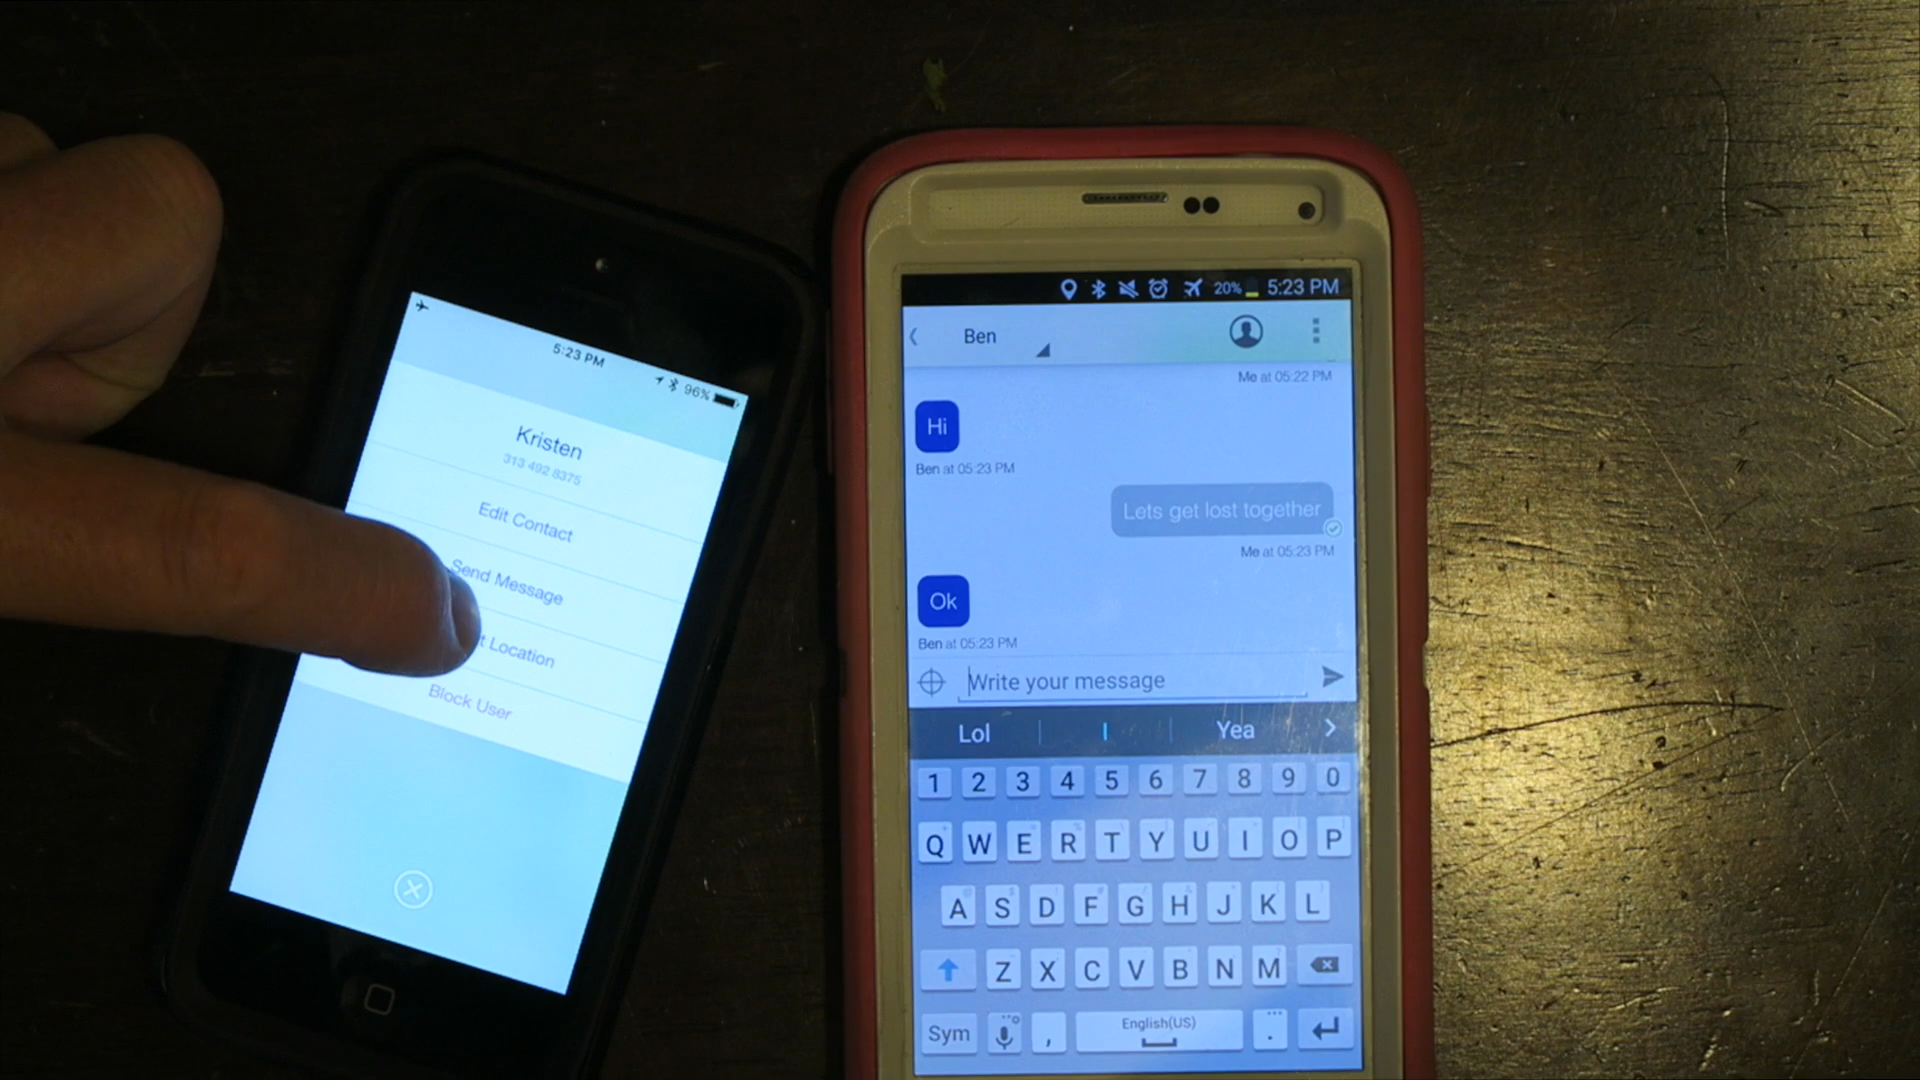 5:23 PM
96%
Kristen
313 492 8375
Edit Contact
Send Message
t Location
Block User
20% 5:23 PM
Ben
Me at 05:22 PM
Hi
Ben at 05:23 PM
Lets get lost together
Me at 05:23 PM
Ok
Ben at 05:23 PM
Write your message
Lol I Yea
1 2 3 4 5 6 7 8 9 0
Q W E R T Y U I O P
A S D F G H J K L
Z X C V B N M
Sym , English(US) .